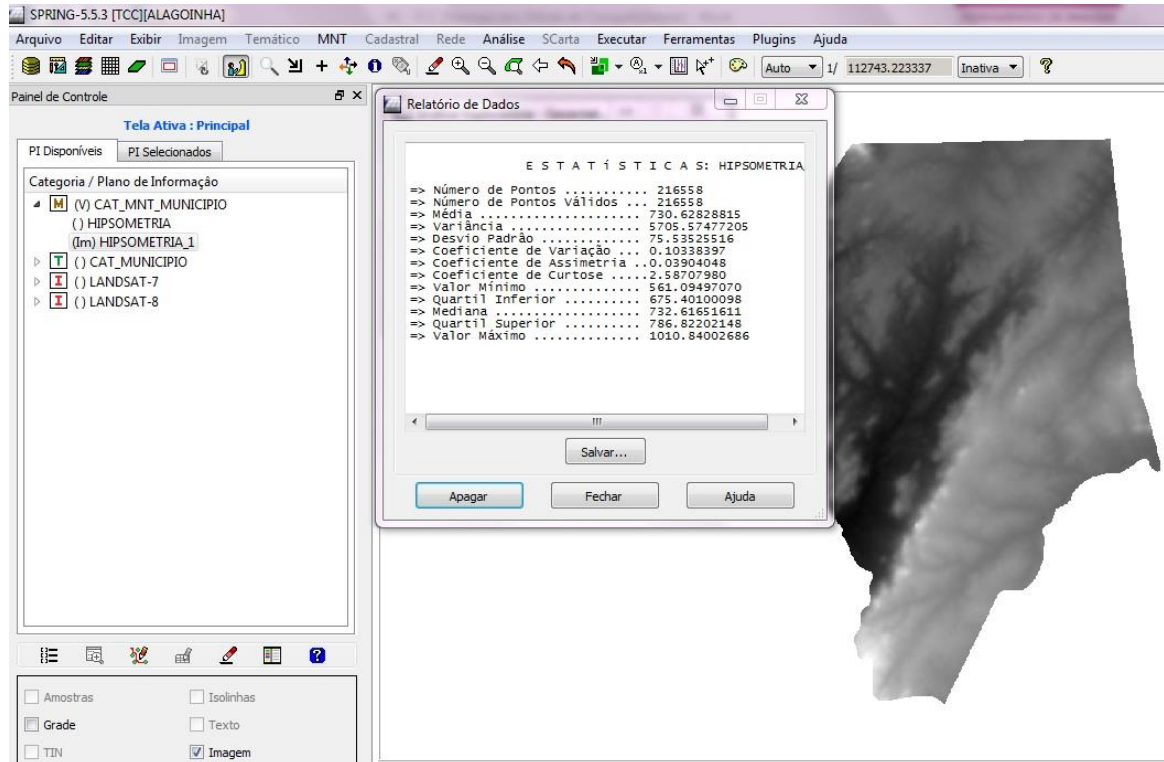 SPRING-5.5.3 [TCC][ALAGOINHA]
Arquivo Editar Exibir Imagem Temático MNT Cadastral Rede Análise SCarta Executar Ferramentas Plugins Ajuda
Auto 1/ 112743.223337 Inativa
Painel de Controle
Tela Ativa : Principal
PI Disponíveis PI Selecionados
Categoria / Plano de Informação
(V) CAT_MNT_MUNICIPIO
() HIPSOMETRIA
(Im) HIPSOMETRIA_1
() CAT_MUNICIPIO
() LANDSAT-7
() LANDSAT-8
Amostras Isolinhas
Grade Texto
TIN Imagem
Relatório de Dados
E S T A T í S T I C A S: HIPSOMETRIA
=> Número de Pontos ........... 216558
=> Número de Pontos Válidos ... 216558
=> Média ..................... 730.62828815
=> Variância ................. 5705.57477205
=> Desvio Padrão ............. 75.53525516
=> Coeficiente de Variação ... 0.10338397
=> Coeficiente de Assimetria ..0.03904048
=> Coeficiente de Curtose .....2.58707980
=> Valor Mínimo .............. 561.09497070
=> Quartil Inferior .......... 675.40100098
=> Mediana ................... 732.61651611
=> Quartil Superior .......... 786.82202148
=> Valor Máximo .............. 1010.84002686
Salvar...
Apagar Fechar Ajuda